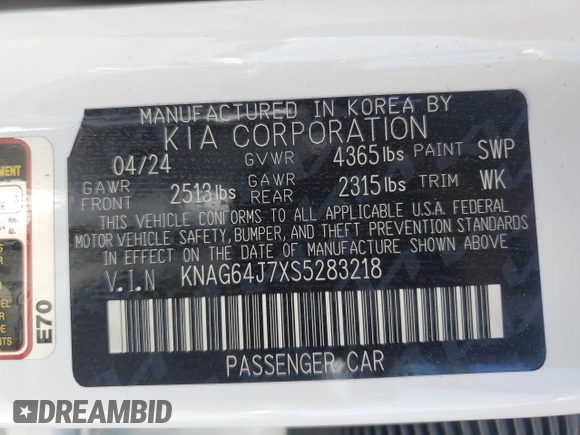 MANUFACTURED IN KOREA BY
KIA CORPORATION
04/24 GVWR 4365 lbs PAINT SWP
GAWR FRONT 2513 lbs GAWR REAR 2315 lbs TRIM WK
THIS VEHICLE CONFORMS TO ALL APPLICABLE U.S.A. FEDERAL
MOTOR VEHICLE SAFETY, BUMPER, AND THEFT PREVENTION STANDARDS
IN EFFECT ON THE DATE OF MANUFACTURE SHOWN ABOVE.
V.I.N KNAG64J7XS5283218
PASSENGER CAR
E70
DREAMBID